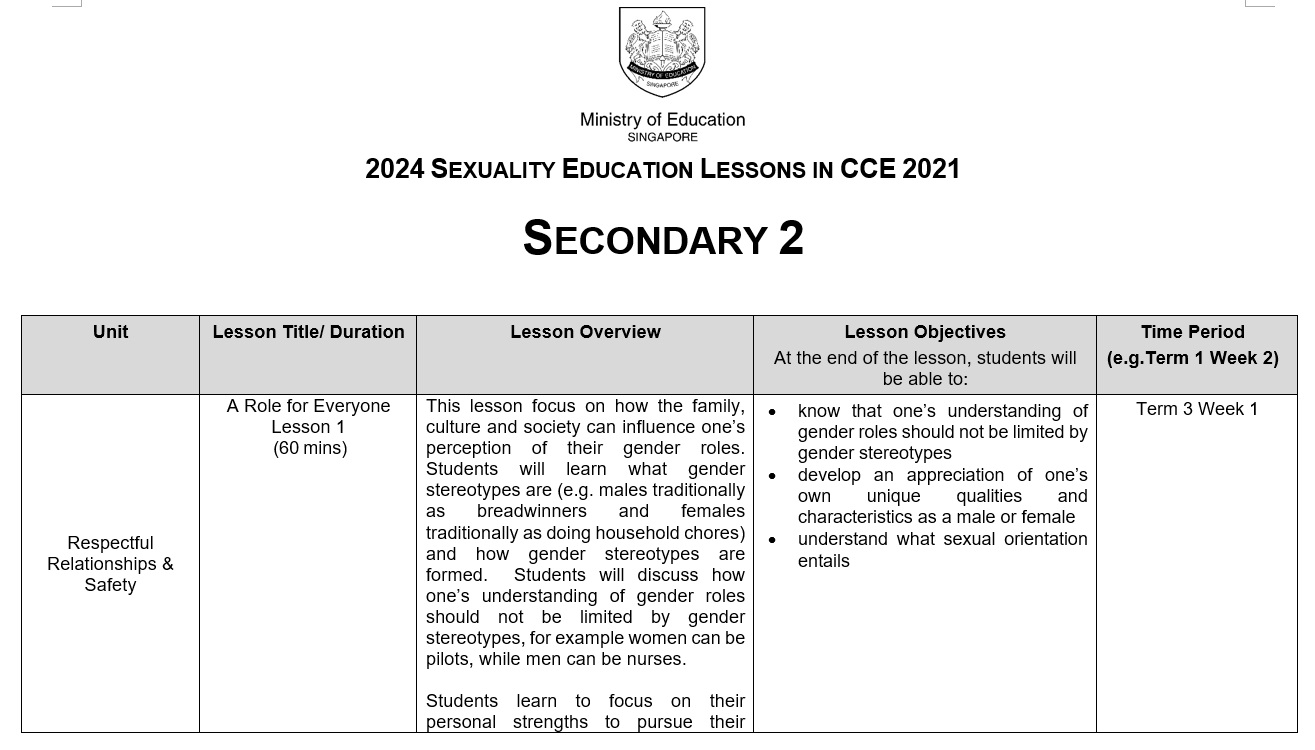 MINISTRY OF EDUCATION
SINGAPORE
Ministry of Education
SINGAPORE
2024 SEXUALITY EDUCATION LESSONS IN CCE 2021
SECONDARY 2
Unit
Lesson Title/ Duration
Lesson Overview
Lesson Objectives
At the end of the lesson, students will
be able to:
Time Period
(e.g.Term 1 Week 2)
Respectful
Relationships &
Safety
A Role for Everyone
Lesson 1
(60 mins)
This lesson focus on how the family,
culture and society can influence one’s
perception of their gender roles.
Students will learn what gender
stereotypes are (e.g. males traditionally
as breadwinners and females
traditionally as doing household chores)
and how gender stereotypes are
formed. Students will discuss how
one’s understanding of gender roles
should not be limited by gender
stereotypes, for example women can be
pilots, while men can be nurses.
Students learn to focus on their
personal strengths to pursue their
• know that one’s understanding of
gender roles should not be limited by
gender stereotypes
• develop an appreciation of one’s
own unique qualities and
characteristics as a male or female
• understand what sexual orientation
entails
Term 3 Week 1